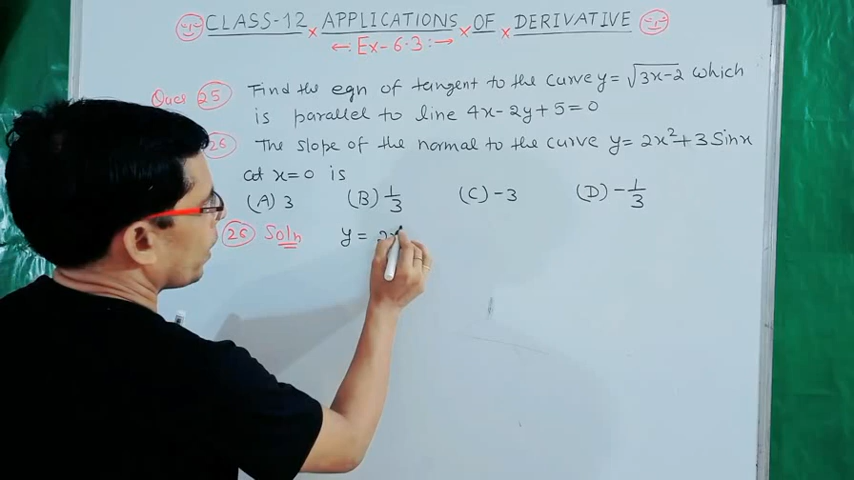 CLASS-12 x APPLICATIONS x OF x DERIVATIVE
← Ex-6.3 : →
Ques 25 Find the eqn of tangent to the curve y = √3x-2 which
is parallel to line 4x-2y+5=0
26 The slope of the normal to the curve y = 2x²+3Sinx
at x=0 is
(A) 3 (B) 1/3 (C) -3 (D) -1/3
26 Soln y = 2x